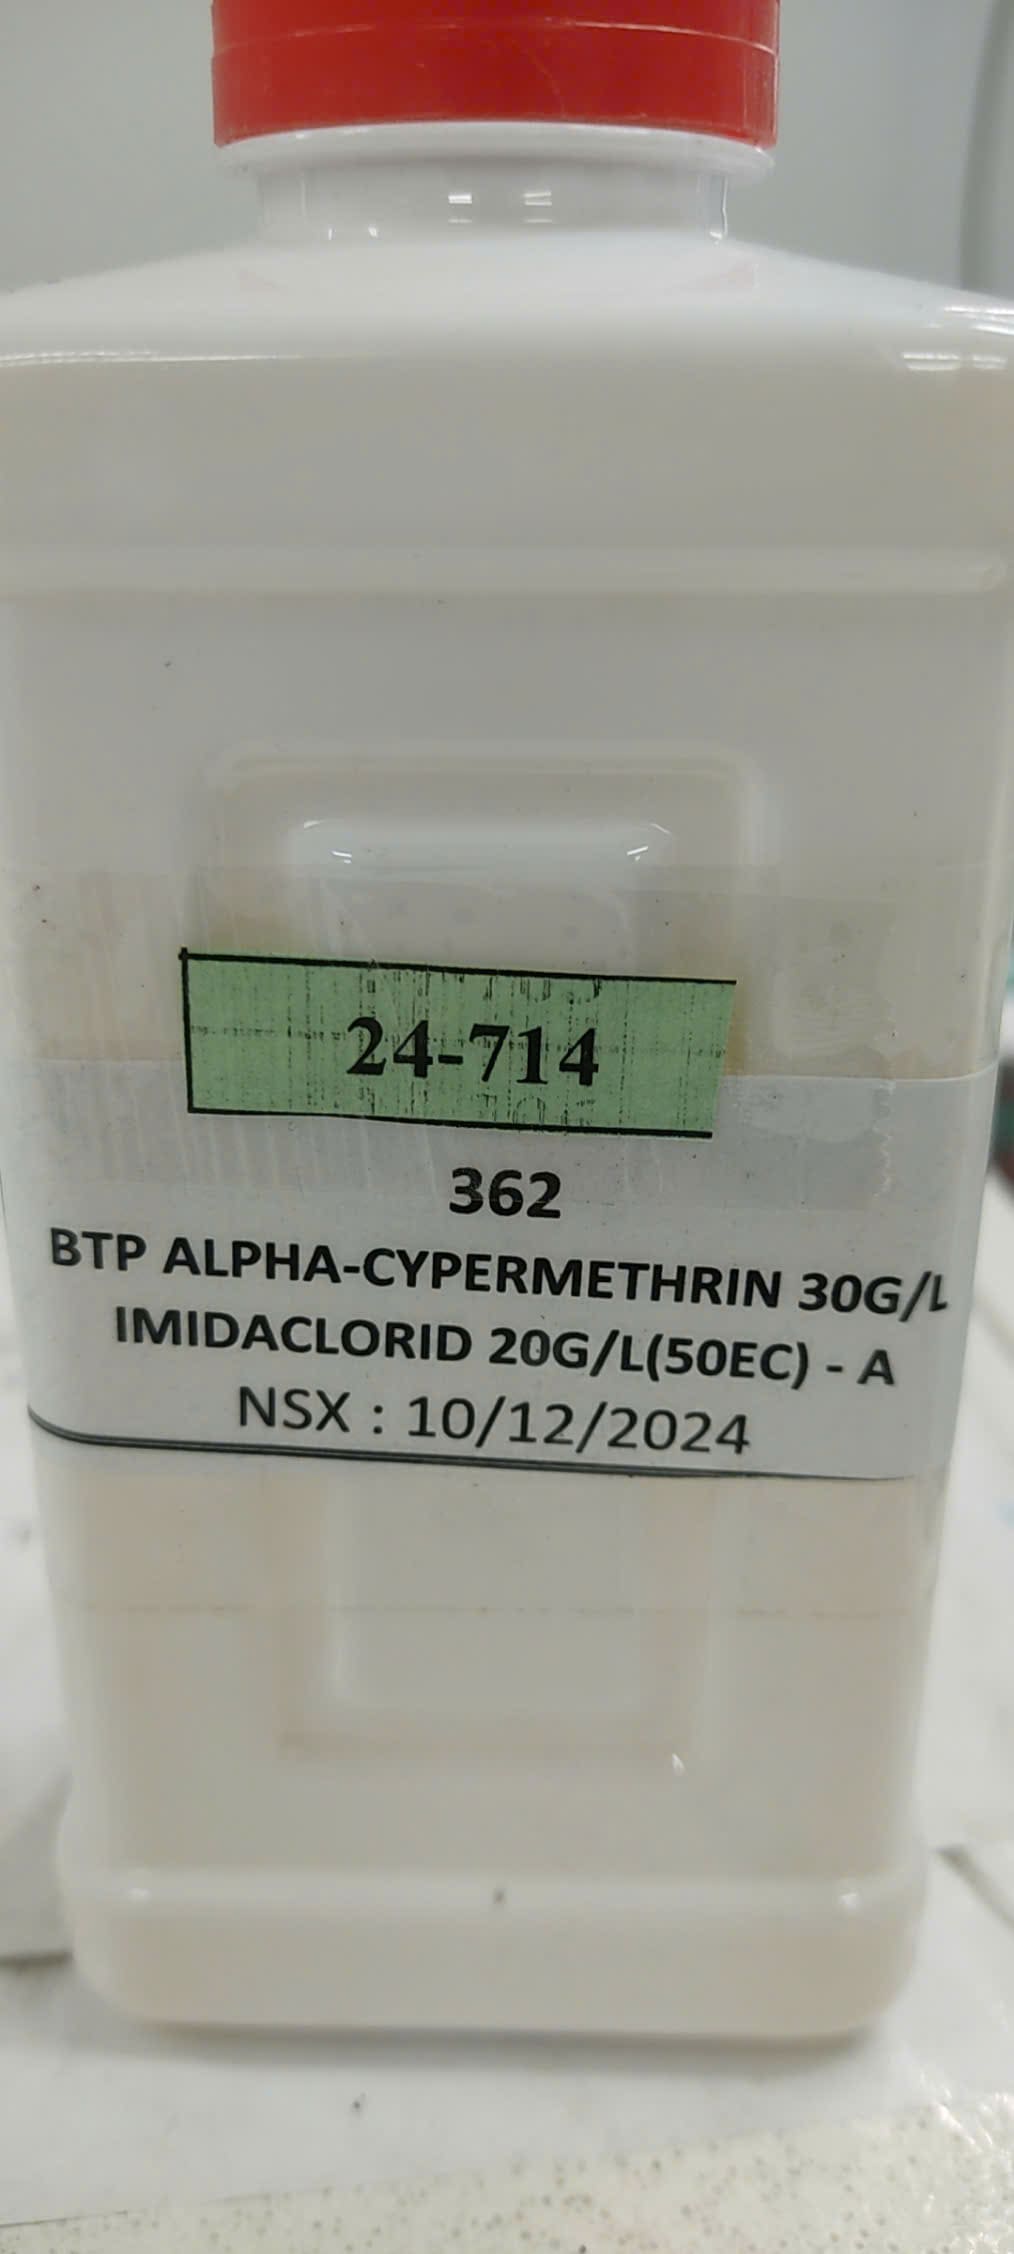 24-714
362
BTP ALPHA-CYPERMETHRIN 30G/L
IMIDACLORID 20G/L(50EC) - A
NSX : 10/12/2024